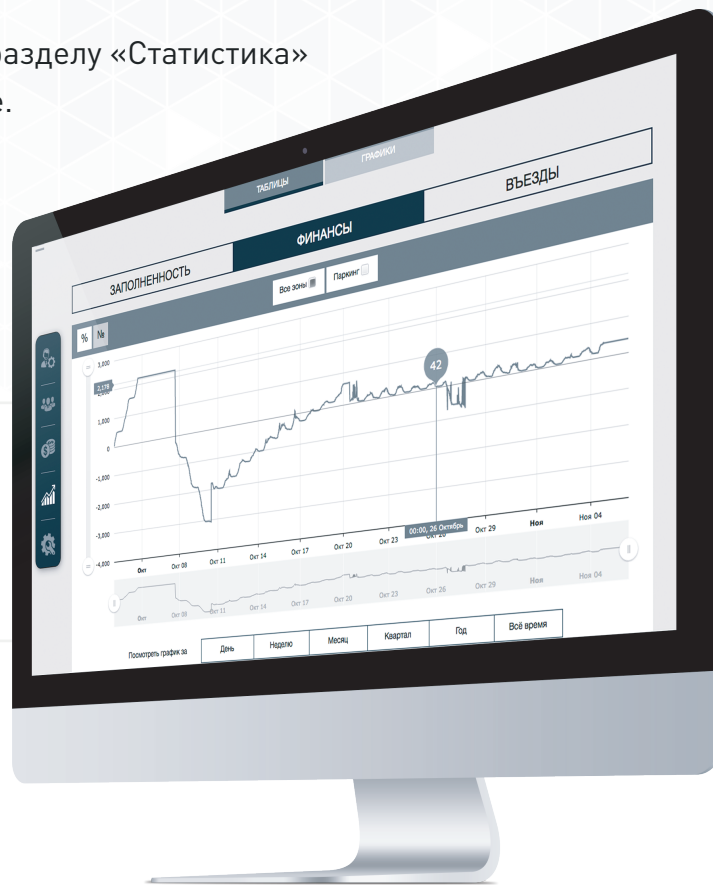 разделу «Статистика»
е.
ТАБЛИЦЫ
ГРАФИКИ
ЗАПОЛНЕННОСТЬ
ФИНАНСЫ
ВЪЕЗДЫ
Все зоны
Паркинг
% №
3,000
2,178
1,000
0
-1,000
-2,000
-3,000
-4,000
42
00:00, 26 Октябрь
Окт Окт 08 Окт 11 Окт 14 Окт 17 Окт 20 Окт 23 Окт 29 Ноя Ноя 04
Окт Окт 08 Окт 11 Окт 14 Окт 17 Окт 20 Окт 23 Окт 26 Окт 29 Ноя Ноя 04
Посмотреть график за День Неделю Месяц Квартал Год Всё время